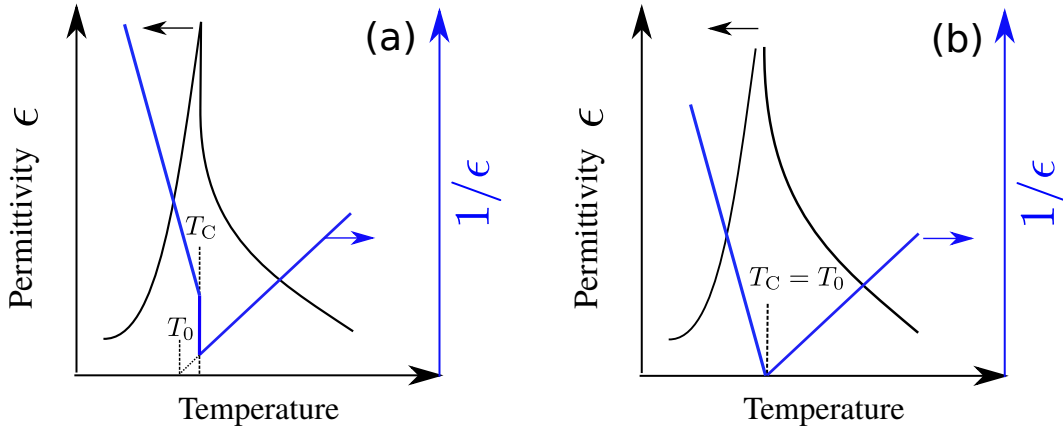 (a)
Permittivity ϵ
1/ϵ
T_C
T_0
Temperature
(b)
Permittivity ϵ
1/ϵ
T_C = T_0
Temperature